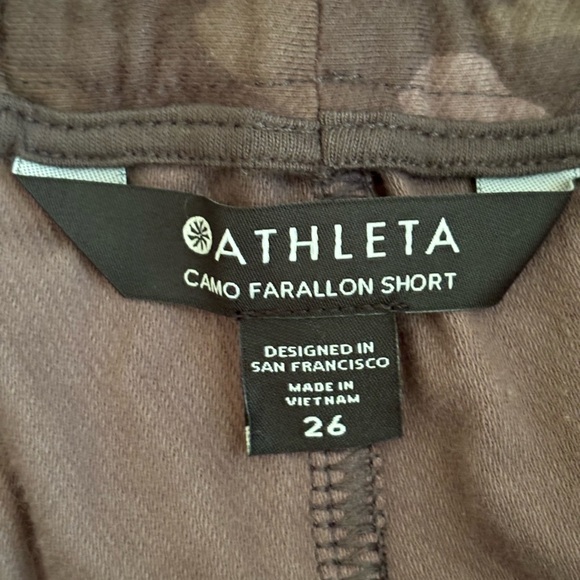 ATHLETA
CAMO FARALLON SHORT
DESIGNED IN
SAN FRANCISCO
MADE IN
VIETNAM
26